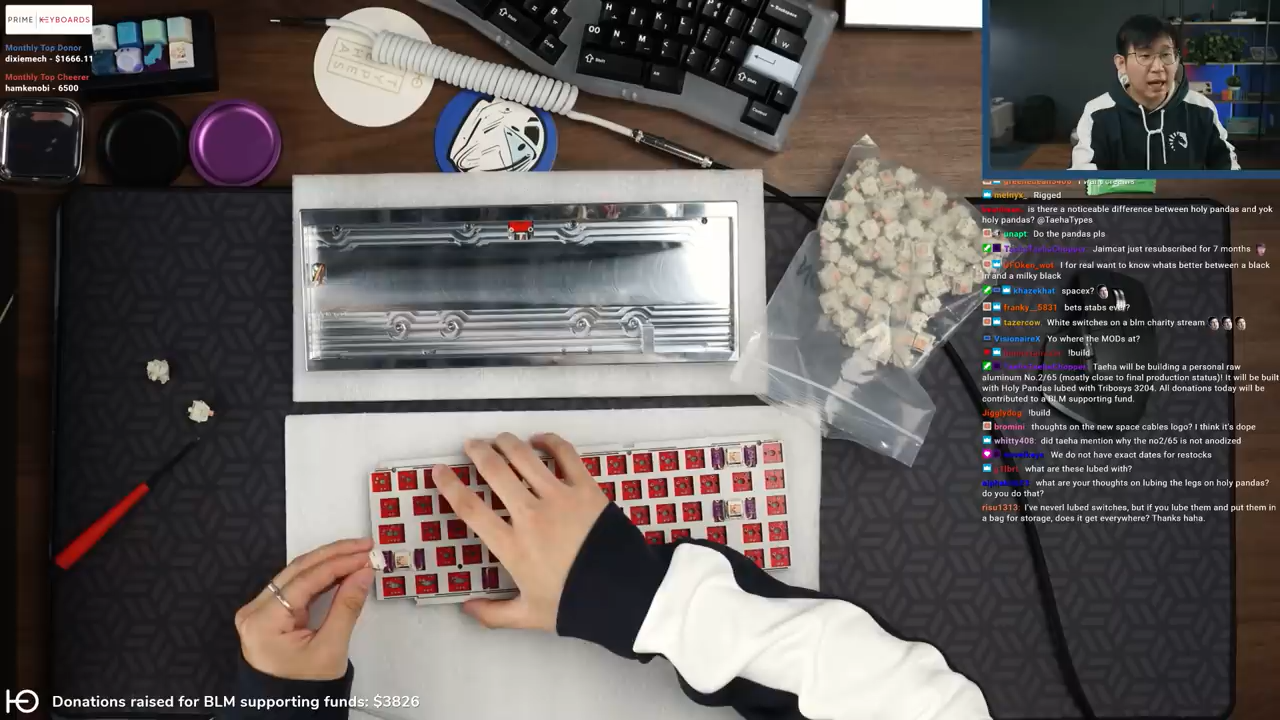 PRIME | KEYBOARDS
Monthly Top Donor
dixiemech - $1666.11
Monthly Top Cheerer
hamkenobi - 6500
TYPES
melnyx_ Rigged
is there a noticeable difference between holy pandas and yok
holy pandas? @TaehaTypes
unapt Do the pandas pls
Jaimcat just resubscribed for 7 months
I for real want to know whats better between a black
and a milky black
khazekhat spacex?
franky__5831 bets stabs ever?
tazercow White switches on a blm charity stream
VisionaireX Yo where the MODs at?
!build
Taeha will be building a personal raw
aluminum No.2/65 (mostly close to final production status)! It will be built
with Holy Pandas lubed with Tribosys 3204. All donations today will be
contributed to a BLM supporting fund.
Jigglydog: !build
bromini: thoughts on the new space cables logo? I think it's dope
whitty408: did taeha mention why the no2/65 is not anodized
We do not have exact dates for restocks
what are these lubed with?
what are your thoughts on lubing the legs on holy pandas?
do you do that?
risu1313: I've neverl lubed switches, but if you lube them and put them
in a bag for storage, does it get everywhere? Thanks haha.
Donations raised for BLM supporting funds: $3826